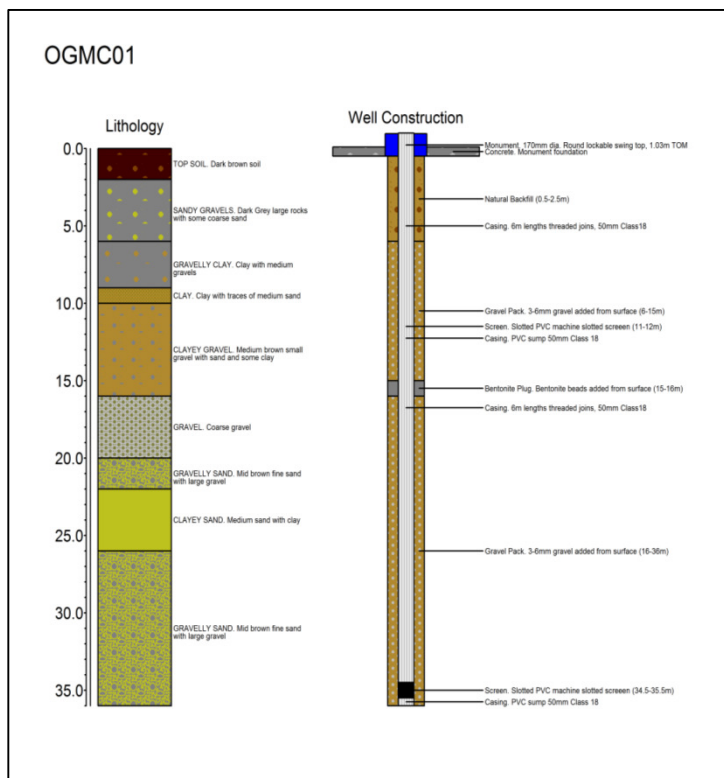 OGMC01
Lithology
Well Construction
0.0
5.0
10.0
15.0
20.0
25.0
30.0
35.0
TOP SOIL. Dark brown soil
SANDY GRAVELS. Dark Grey large rocks
with some coarse sand
GRAVELLY CLAY. Clay with medium
gravels
CLAY. Clay with traces of medium sand
CLAYEY GRAVEL. Medium brown small
gravel with sand and some clay
GRAVEL. Coarse gravel
GRAVELLY SAND. Mid brown fine sand
with large gravel
CLAYEY SAND. Medium sand with clay
GRAVELLY SAND. Mid brown fine sand
with large gravel
Monument, 170mm dia. Round lockable swing top, 1.03m TOM
Concrete. Monument foundation
Natural Backfill (0.5-2.5m)
Casing. 6m lengths threaded joins, 50mm Class18
Gravel Pack. 3-6mm gravel added from surface (6-15m)
Screen. Slotted PVC machine slotted screeen (11-12m)
Casing. PVC sump 50mm Class 18
Bentonite Plug. Bentonite beads added from surface (15-16m)
Casing. 6m lengths threaded joins, 50mm Class18
Gravel Pack. 3-6mm gravel added from surface (16-36m)
Screen. Slotted PVC machine slotted screeen (34.5-35.5m)
Casing. PVC sump 50mm Class 18